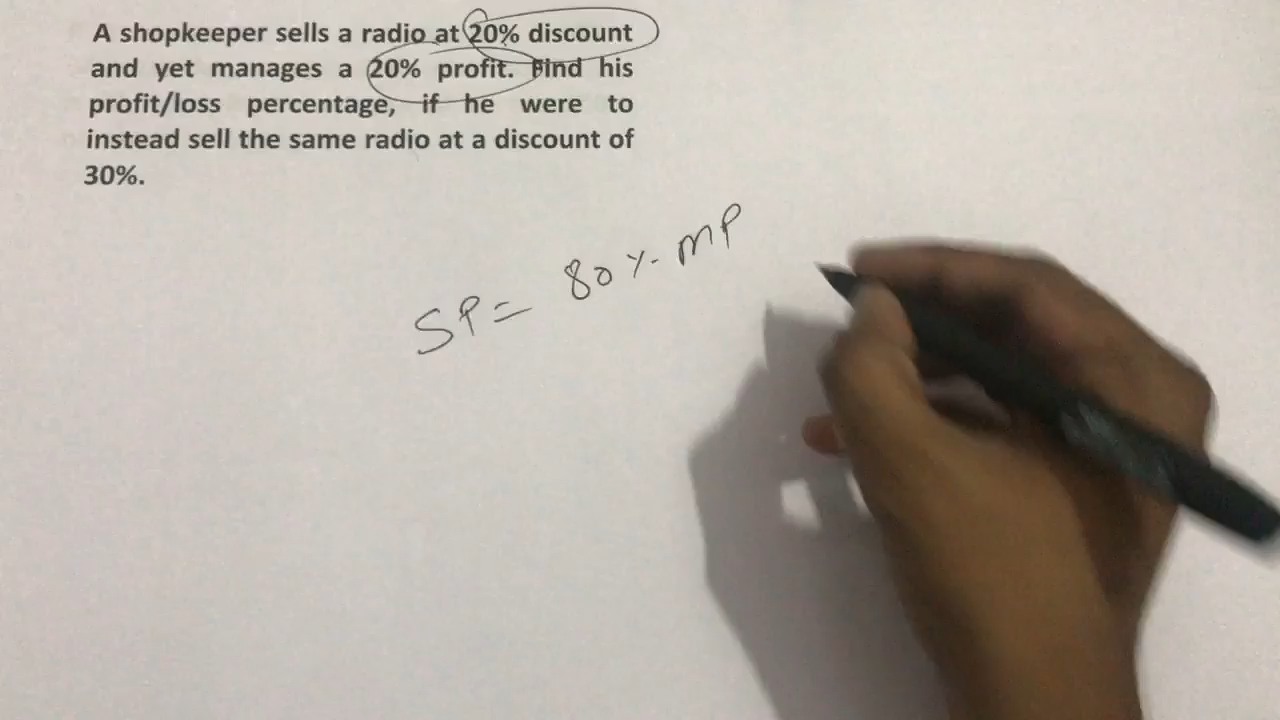 A shopkeeper sells a radio at 20% discount
and yet manages a 20% profit. Find his
profit/loss percentage, if he were to
instead sell the same radio at a discount of
30%.
SP = 80% MP